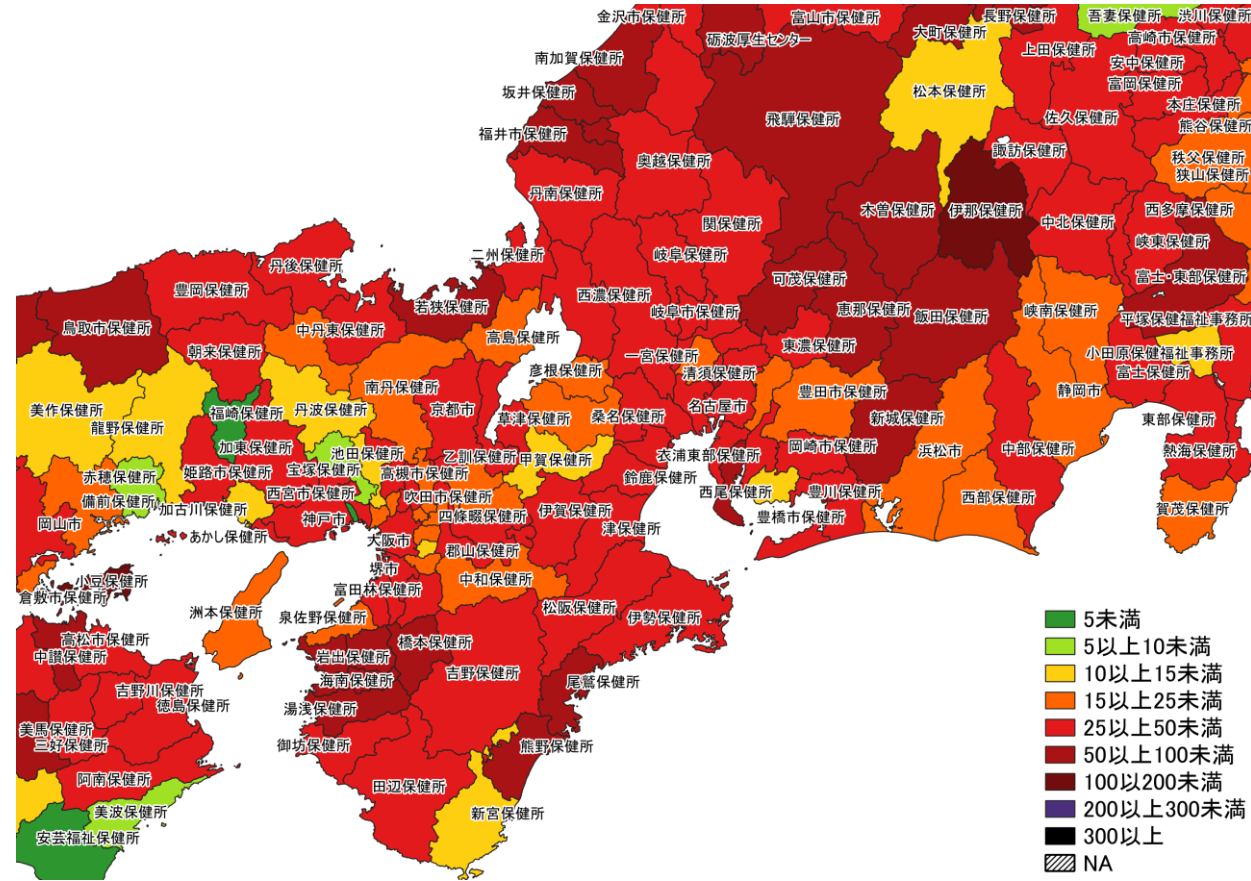 金沢市保健所
富山市保健所
長野保健所
吾妻保健所
渋川保健所
砺波厚生センター
大町保健所
高崎市保健所
南加賀保健所
上田保健所
安中保健所
坂井保健所
松本保健所
富岡保健所
本庄保健所
福井市保健所
飛騨保健所
佐久保健所
熊谷保健所
奥越保健所
諏訪保健所
秩父保健所
狭山保健所
丹南保健所
関保健所
木曽保健所
伊那保健所
中北保健所
西多摩保健所
峡東保健所
二州保健所
岐阜保健所
富士・東部保健所
丹後保健所
豊岡保健所
西濃保健所
可茂保健所
若狭保健所
岐阜市保健所
恵那保健所
飯田保健所
峡南保健所
平塚保健福祉事務所
鳥取市保健所
中丹東保健所
高島保健所
東濃保健所
朝来保健所
一宮保健所
小田原保健福祉事務所
彦根保健所
清須保健所
富士保健所
南丹保健所
豊田市保健所
静岡市
美作保健所
福崎保健所
丹波保健所
京都市
草津保健所
桑名保健所
名古屋市
新城保健所
東部保健所
龍野保健所
加東保健所
池田保健所
乙訓保健所
甲賀保健所
衣浦東部保健所
岡崎市保健所
浜松市
中部保健所
熱海保健所
赤穂保健所
姫路市保健所
宝塚保健所
高槻市保健所
鈴鹿保健所
備前保健所
加古川保健所
西宮市保健所
吹田市保健所
西尾保健所
豊川保健所
西部保健所
賀茂保健所
岡山市
神戸市
四條畷保健所
伊賀保健所
豊橋市保健所
あかし保健所
大阪市
郡山保健所
津保健所
小豆保健所
堺市
中和保健所
倉敷市保健所
洲本保健所
富田林保健所
松阪保健所
泉佐野保健所
伊勢保健所
高松市保健所
橋本保健所
中讃保健所
岩出保健所
吉野保健所
海南保健所
尾鷲保健所
吉野川保健所
徳島保健所
湯浅保健所
美馬保健所
三好保健所
御坊保健所
熊野保健所
阿南保健所
田辺保健所
美波保健所
新宮保健所
安芸福祉保健所
5未満
5以上10未満
10以上15未満
15以上25未満
25以上50未満
50以上100未満
100以200未満
200以上300未満
300以上
NA